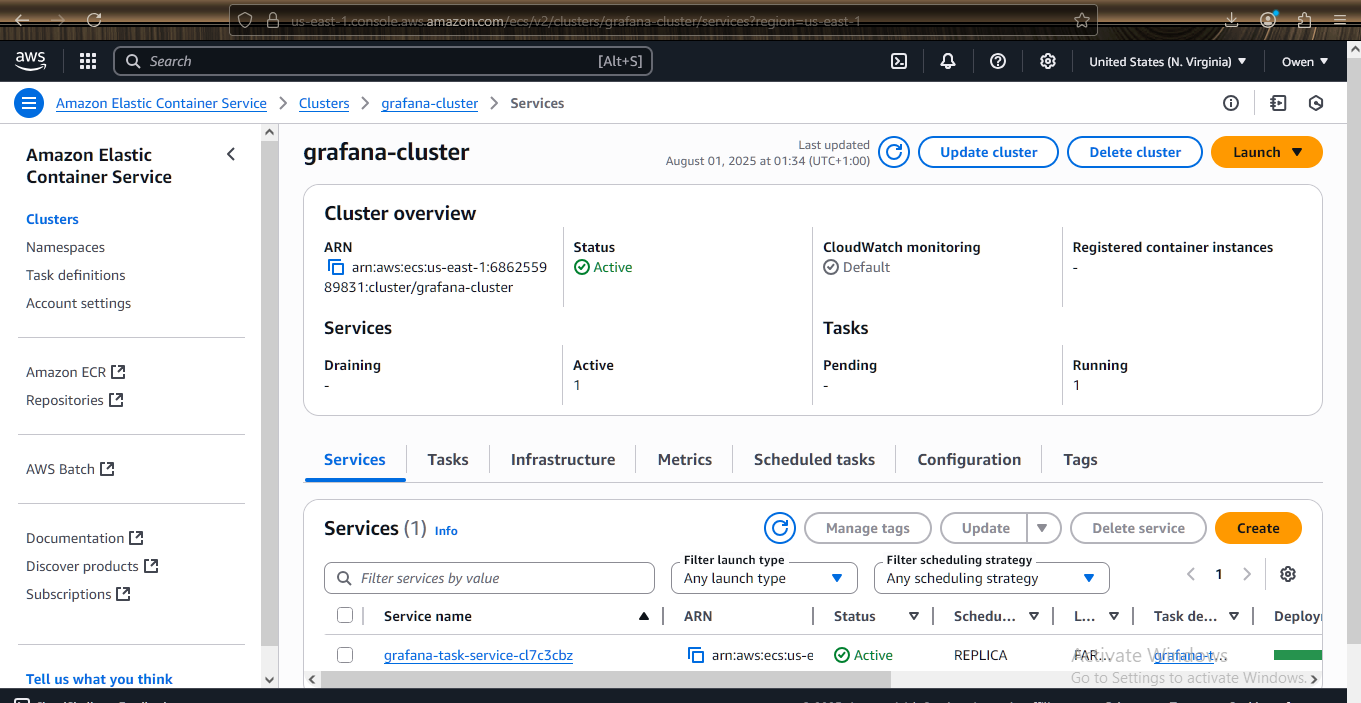 us-east-1.console.aws.amazon.com/ecs/v2/clusters/grafana-cluster/services?region=us-east-1
aws
Search
[Alt+S]
United States (N. Virginia)
Owen
Amazon Elastic Container Service
Clusters
grafana-cluster
Services
Amazon Elastic
Container Service
Clusters
Namespaces
Task definitions
Account settings
Amazon ECR
Repositories
AWS Batch
Documentation
Discover products
Subscriptions
Tell us what you think
grafana-cluster
Last updated
August 01, 2025 at 01:34 (UTC+1:00)
Update cluster
Delete cluster
Launch
Cluster overview
ARN
arn:aws:ecs:us-east-1:6862559
89831:cluster/grafana-cluster
Status
Active
CloudWatch monitoring
Default
Registered container instances
-
Services
Draining
-
Active
1
Tasks
Pending
-
Running
1
Services
Tasks
Infrastructure
Metrics
Scheduled tasks
Configuration
Tags
Services (1) Info
Manage tags
Update
Delete service
Create
Filter services by value
Filter launch type
Any launch type
Filter scheduling strategy
Any scheduling strategy
1
Service name
ARN
Status
Schedu...
L...
Task de...
Deploy
grafana-task-service-cl7c3cbz
arn:aws:ecs:us-e
Active
REPLICA
FAR...
grafana-t...
Activate Windows
Go to Settings to activate Windows.